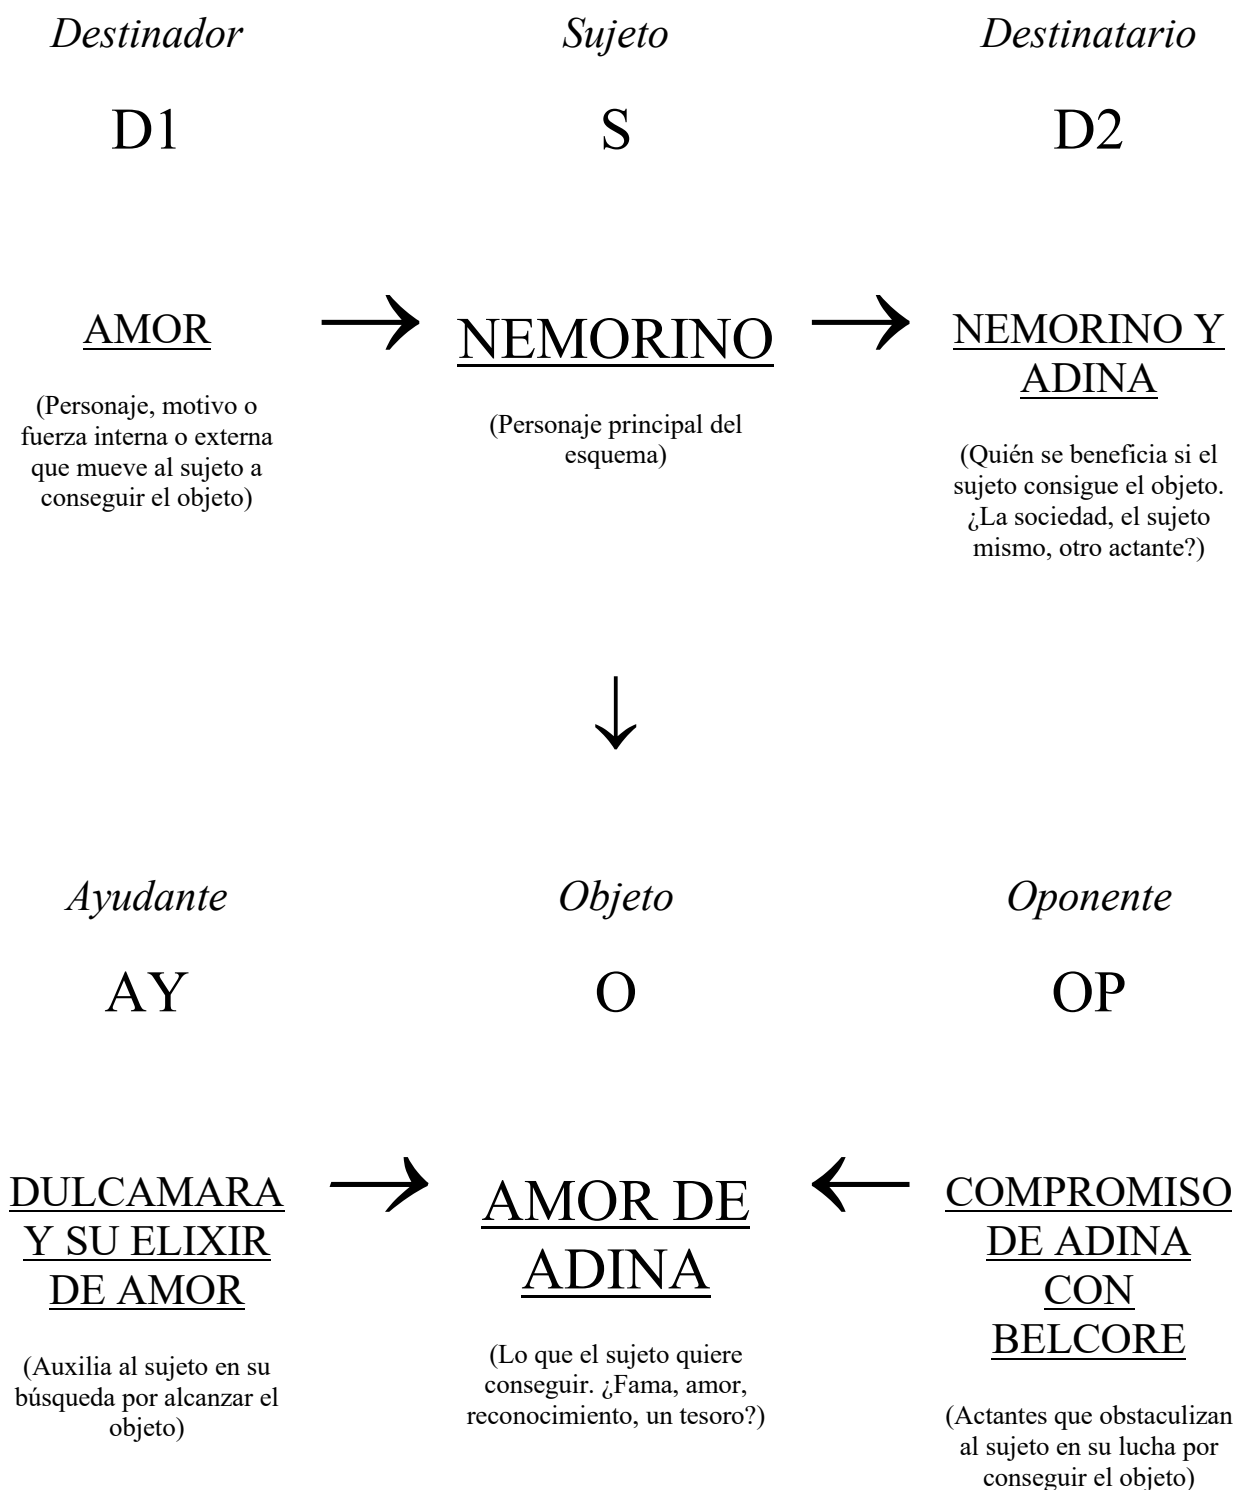 Destinador
Sujeto
Destinatario
D1
S
D2
AMOR
(Personaje, motivo o
fuerza interna o externa
que mueve al sujeto a
conseguir el objeto)
→
NEMORINO
(Personaje principal del
esquema)
→
NEMORINO Y
ADINA
(Quién se beneficia si el
sujeto consigue el objeto.
¿La sociedad, el sujeto
mismo, otro actante?)
↓
Ayudante
Objeto
Oponente
AY
O
OP
DULCAMARA
Y SU ELIXIR
DE AMOR
(Auxilia al sujeto en su
búsqueda por alcanzar el
objeto)
→
AMOR DE
ADINA
(Lo que el sujeto quiere
conseguir. ¿Fama, amor,
reconocimiento, un tesoro?)
←
COMPROMISO
DE ADINA
CON
BELCORE
(Actantes que obstaculizan
al sujeto en su lucha por
conseguir el objeto)